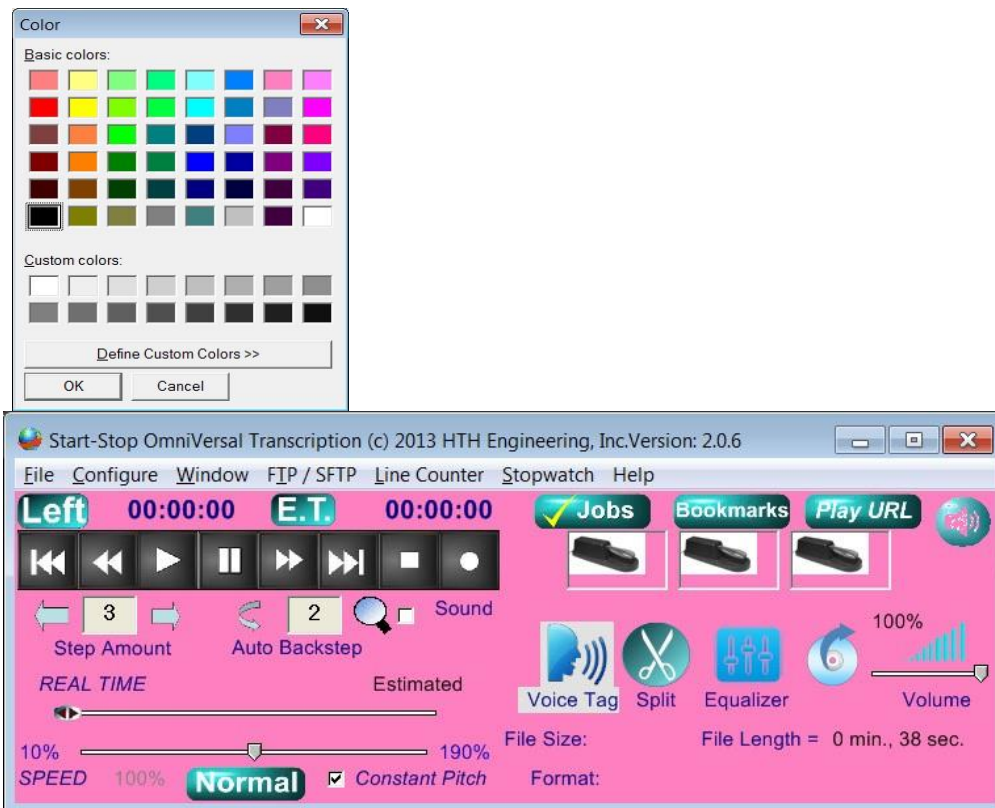 Color
Basic colors:
Custom colors:
Define Custom Colors >>
OK Cancel
Start-Stop OmniVersal Transcription (c) 2013 HTH Engineering, Inc.Version: 2.0.6
File Configure Window FTP / SFTP Line Counter Stopwatch Help
Left 00:00:00 E.T. 00:00:00 Jobs Bookmarks Play URL
3 2 Sound
Step Amount Auto Backstep
100%
REAL TIME Estimated
Voice Tag Split Equalizer Volume
10% 190%
File Size: File Length = 0 min., 38 sec.
SPEED 100% Normal Constant Pitch Format: